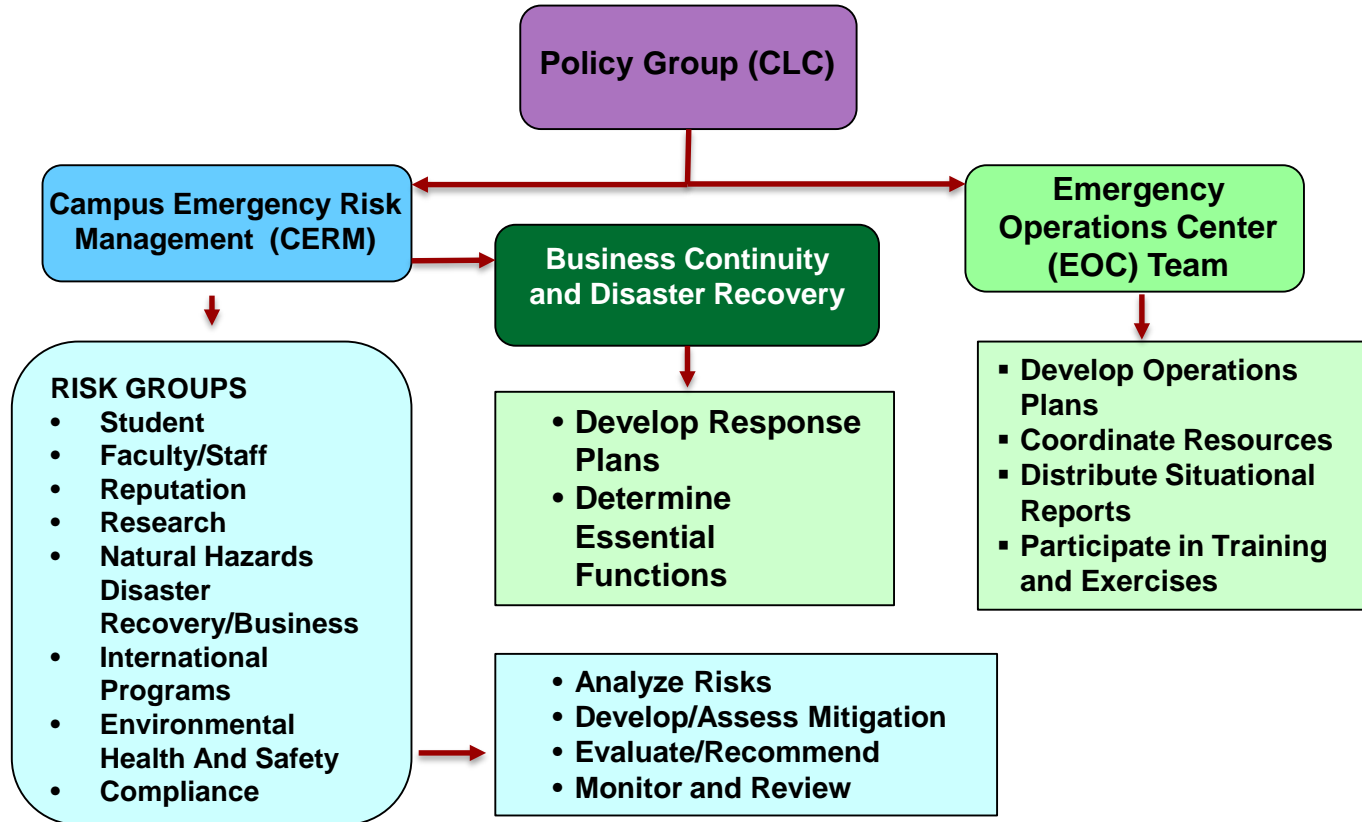 Policy Group (CLC)
Campus Emergency Risk
Management (CERM)
Business Continuity
and Disaster Recovery
Emergency
Operations Center
(EOC) Team
RISK GROUPS
• Student
• Faculty/Staff
• Reputation
• Research
• Natural Hazards
Disaster
Recovery/Business
• International
Programs
• Environmental
Health And Safety
• Compliance
• Develop Response
Plans
• Determine
Essential
Functions
▪ Develop Operations
Plans
▪ Coordinate Resources
▪ Distribute Situational
Reports
▪ Participate in Training
and Exercises
• Analyze Risks
• Develop/Assess Mitigation
• Evaluate/Recommend
• Monitor and Review